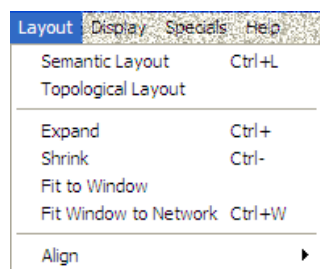 Layout Display Specials Help
Semantic Layout Ctrl+L
Topological Layout
Expand Ctrl+
Shrink Ctrl-
Fit to Window
Fit Window to Network Ctrl+W
Align